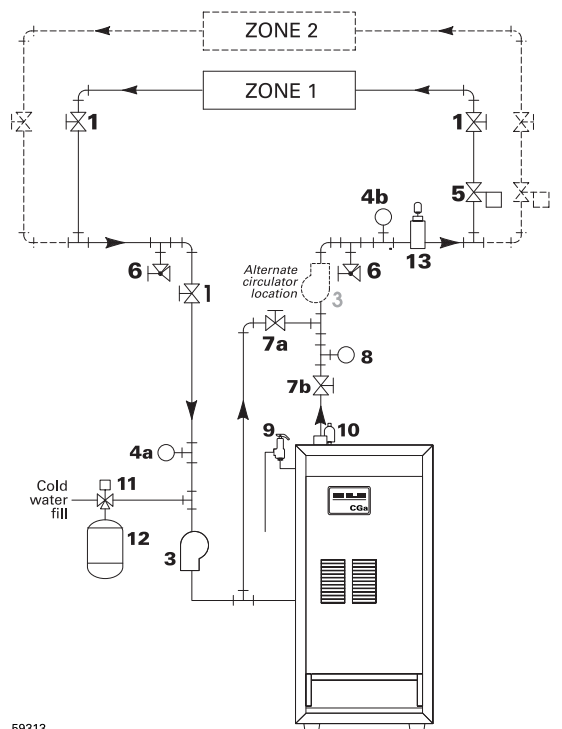 ZONE 2
ZONE 1
1
1
5
4b
13
6
6
Alternate
circulator
location
3
1
7a
8
7b
9
10
4a
11
Cold
water
fill
12
3
CGa
59313